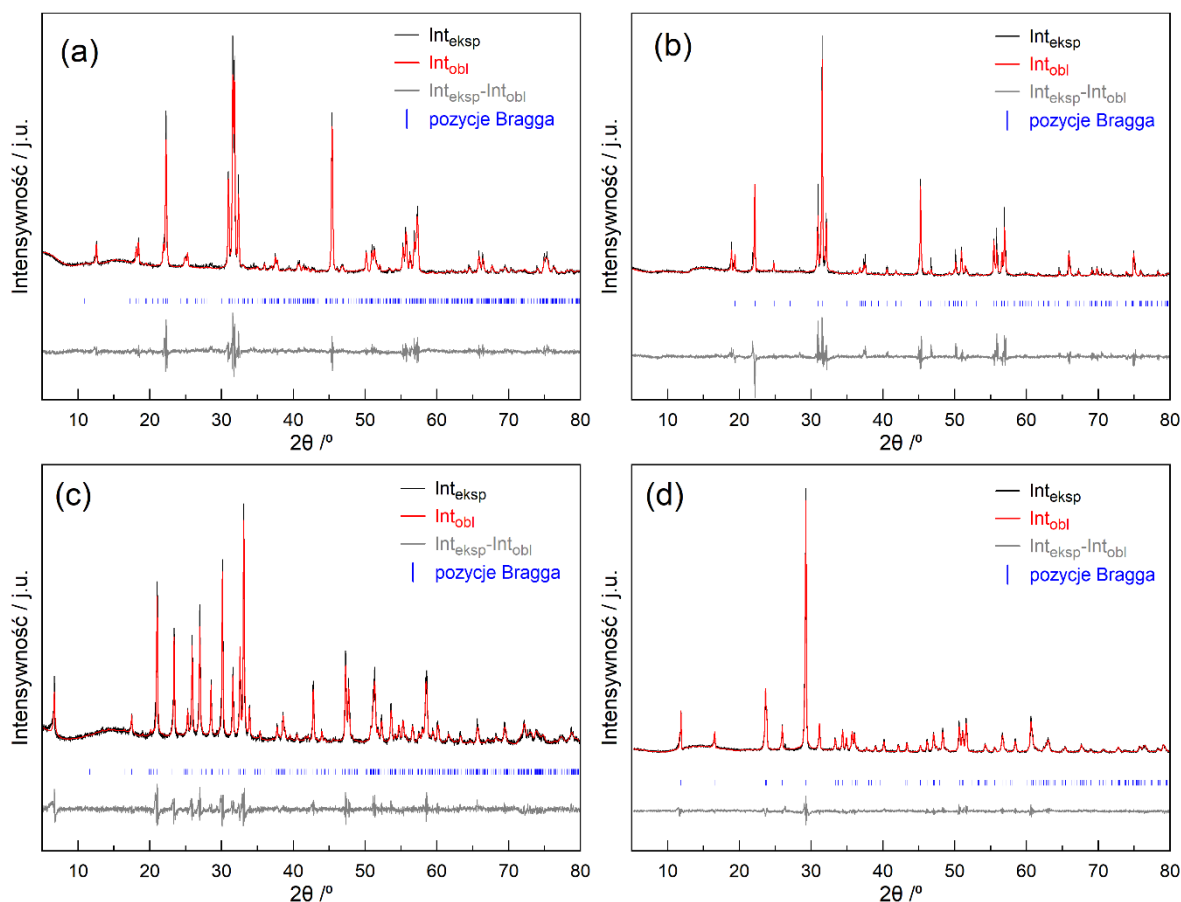 (a)
Int_eksp
Int_obl
Int_eksp-Int_obl
pozycje Bragga
Intensywność / j.u.
10 20 30 40 50 60 70 80
2θ /º
(b)
Int_eksp
Int_obl
Int_eksp-Int_obl
pozycje Bragga
Intensywność / j.u.
10 20 30 40 50 60 70 80
2θ /º
(c)
Int_eksp
Int_obl
Int_eksp-Int_obl
pozycje Bragga
Intensywność / j.u.
10 20 30 40 50 60 70 80
2θ /º
(d)
Int_eksp
Int_obl
Int_eksp-Int_obl
pozycje Bragga
Intensywność / j.u.
10 20 30 40 50 60 70 80
2θ /º